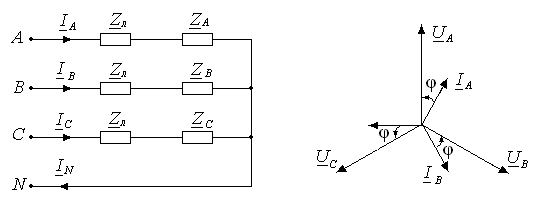 A I_A Z_л Z_A
B I_B Z_л Z_B
C I_C Z_л Z_C
N I_N
U_A
φ I_A
φ φ
U_C I_B U_B